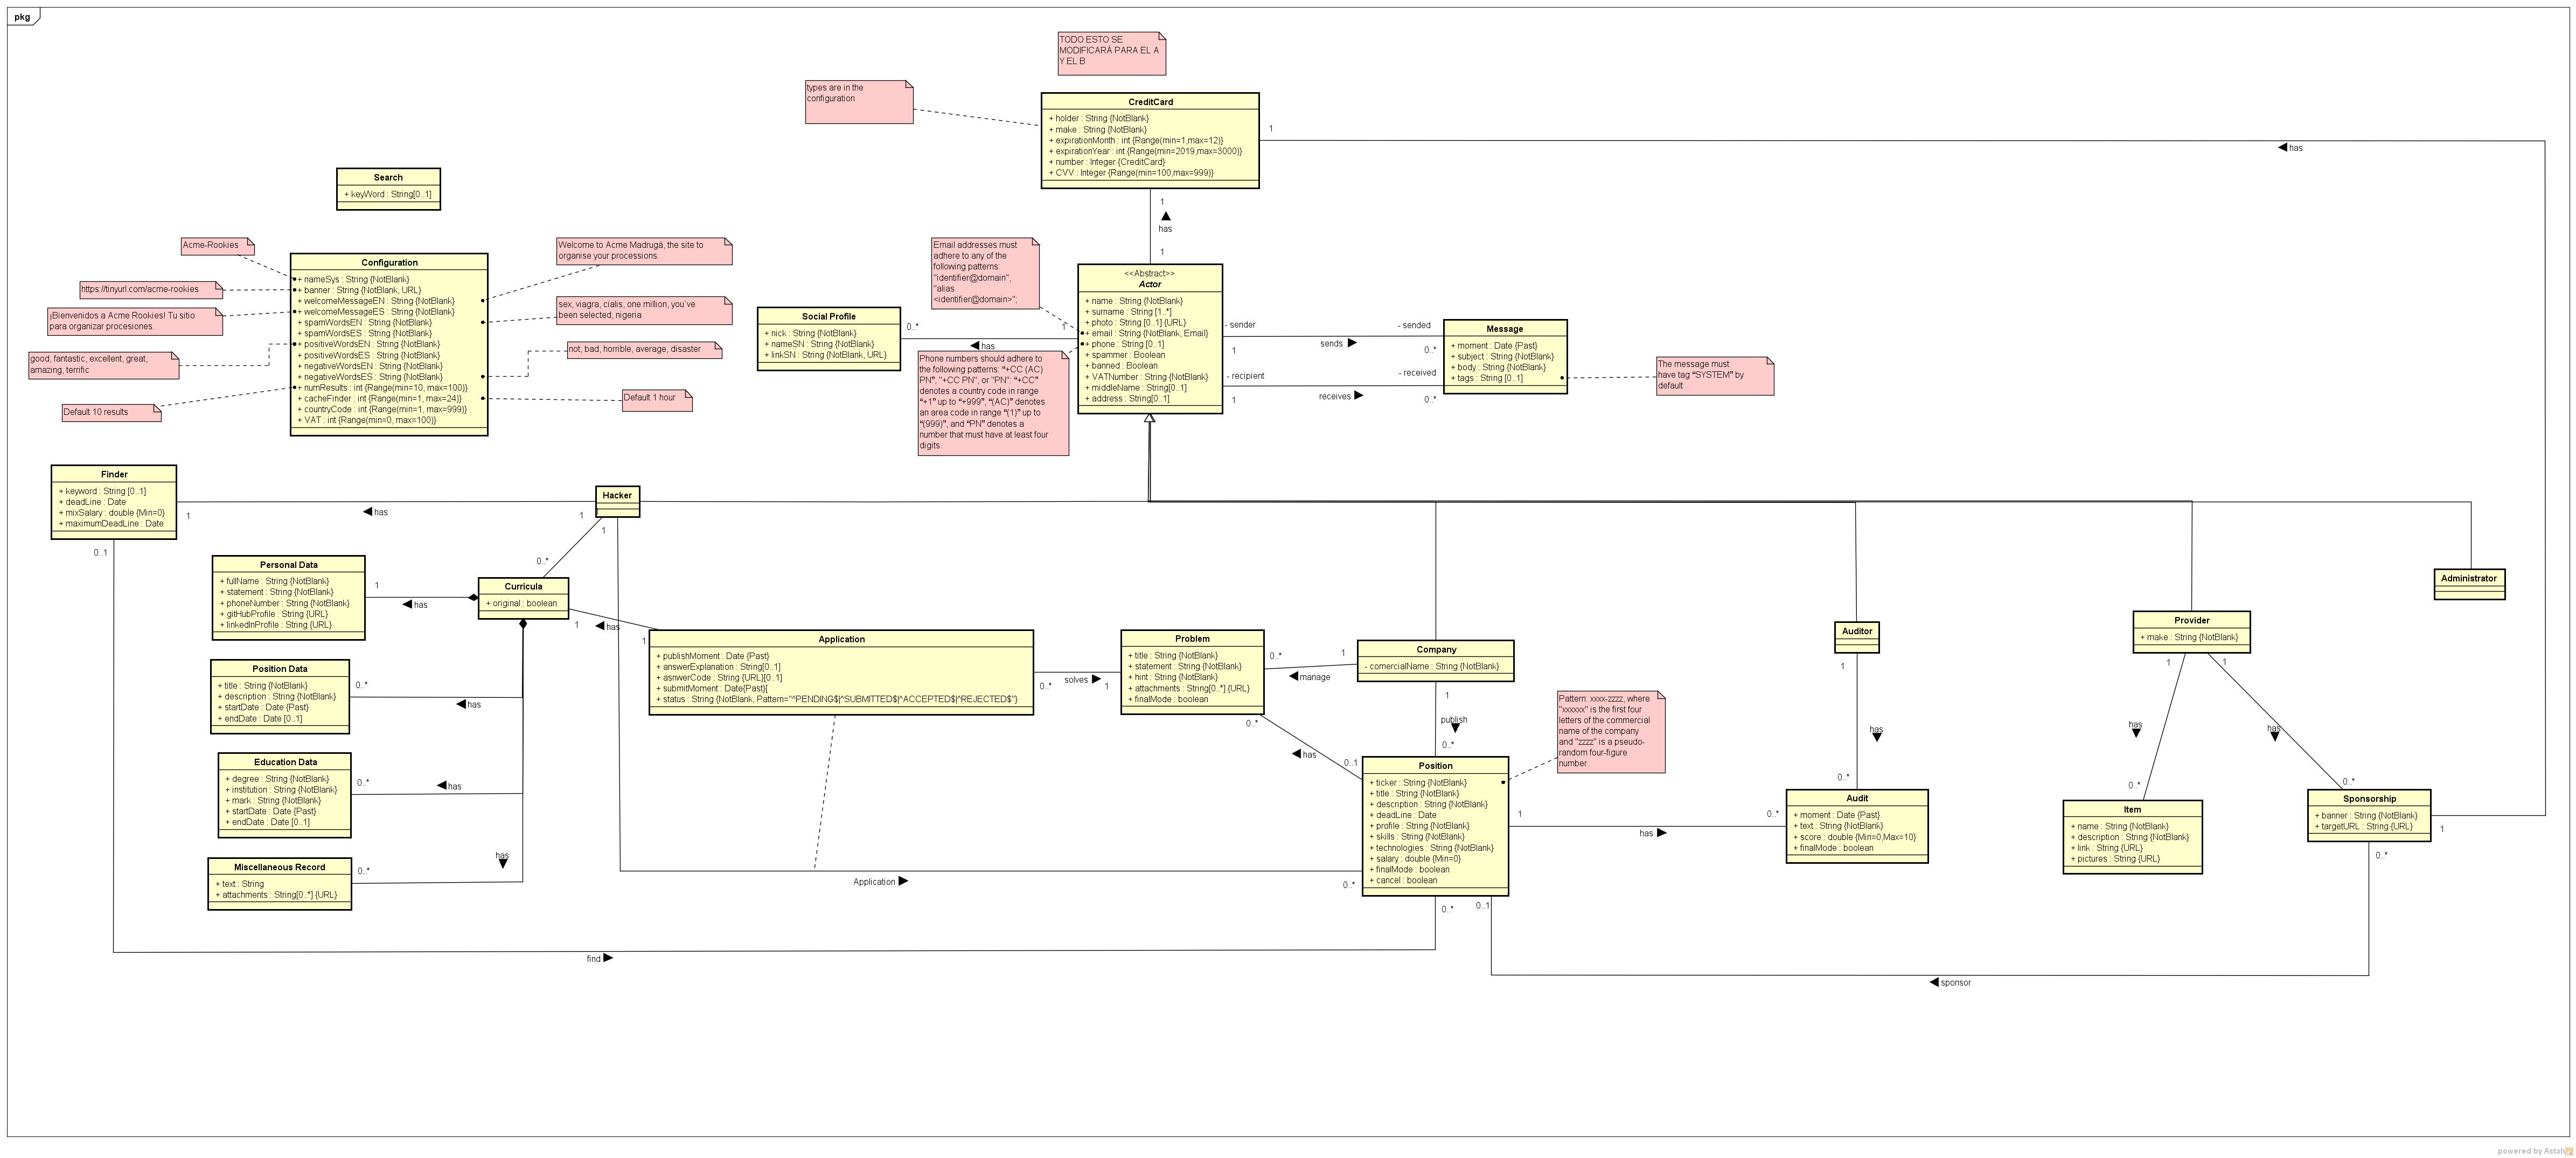 pkg
TODO ESTO SE
MODIFICARÁ PARA EL A
Y EL B
types are in the
configuration
CreditCard
+ holder : String {NotBlank}
+ make : String {NotBlank}
+ expirationMonth : int {Range(min=1,max=12)}
+ expirationYear : int {Range(min=2019,max=3000)}
+ number : Integer {CreditCard}
+ CVV : Integer {Range(min=100,max=999)}
1
has
1
has
1
Search
+ keyWord : String[0..1]
Acme-Rookies
https://tinyurl.com/acme-rookies
¡Bienvenidos a Acme Rookies! Tu sitio
para organizar procesiones.
good, fantastic, excellent, great,
amazing, terrific
Default 10 results
Configuration
+ nameSys : String {NotBlank}
+ banner : String {NotBlank, URL}
+ welcomeMessageEN : String {NotBlank}
+ welcomeMessageES : String {NotBlank}
+ spamWordsEN : String {NotBlank}
+ spamWordsES : String {NotBlank}
+ positiveWordsEN : String {NotBlank}
+ positiveWordsES : String {NotBlank}
+ negativeWordsEN : String {NotBlank}
+ negativeWordsES : String {NotBlank}
+ numResults : int {Range(min=10, max=100)}
+ cacheFinder : int {Range(min=1, max=24)}
+ countryCode : int {Range(min=1, max=999)}
+ VAT : int {Range(min=0, max=100)}
Welcome to Acme Madrugá, the site to
organise your processions.
sex, viagra, cialis, one million, you've
been selected, nigeria
not, bad, horrible, average, disaster
Default 1 hour
Email addresses must
adhere to any of the
following patterns:
"identifier@domain",
"alias
<identifier@domain>";
Social Profile
+ nick : String {NotBlank}
+ nameSN : String {NotBlank}
+ linkSN : String {NotBlank, URL}
0..*
1
has
Phone numbers should adhere to
the following patterns: “+CC (AC)
PN”, "+CC PN", or "PN": “+CC”
denotes a country code in range
“+1” up to “+999”, “(AC)” denotes
an area code in range “(1)” up to
“(999)”, and “PN” denotes a
number that must have at least four
digits.
<<Abstract>>
Actor
+ name : String {NotBlank}
+ surname : String [1..*]
+ photo : String [0..1] {URL}
+ email : String {NotBlank, Email}
+ phone : String [0..1]
+ spammer : Boolean
+ banned : Boolean
+ VATNumber : String {NotBlank}
+ middleName : String[0..1]
+ address : String[0..1]
- sender
- sended
1
sends
0..*
- recipient
- received
1
receives
0..*
Message
+ moment : Date {Past}
+ subject : String {NotBlank}
+ body : String {NotBlank}
+ tags : String [0..1]
The message must
have tag “SYSTEM” by
default
Finder
+ keyword : String [0..1]
+ deadLine : Date
+ mixSalary : double {Min=0}
+ maximumDeadLine : Date
1
has
1
0..1
Hacker
1
0..*
Personal Data
+ fullName : String {NotBlank}
+ statement : String {NotBlank}
+ phoneNumber : String {NotBlank}
+ gitHubProfile : String {URL}
+ linkedInProfile : String {URL}
1
has
Curricula
+ original : boolean
1
has
1
Position Data
+ title : String {NotBlank}
+ description : String {NotBlank}
+ startDate : Date {Past}
+ endDate : Date [0..1]
0..*
has
Education Data
+ degree : String {NotBlank}
+ institution : String {NotBlank}
+ mark : String {NotBlank}
+ startDate : Date {Past}
+ endDate : Date [0..1]
0..*
has
Miscellaneous Record
+ text : String
+ attachments : String[0..*] {URL}
0..*
has
Application
+ publishMoment : Date {Past}
+ answerExplanation : String[0..1]
+ asnwerCode : String {URL}[0..1]
+ submitMoment : Date{Past}[
+ status : String {NotBlank, Pattern="^PENDING$|^SUBMITTED$|^ACCEPTED$|^REJECTED$"}
0..*
solves
1
Problem
+ title : String {NotBlank}
+ statement : String {NotBlank}
+ hint : String {NotBlank}
+ attachments : String[0..*] {URL}
+ finalMode : boolean
0..*
1
manage
Company
- comercialName : String {NotBlank}
1
publish
0..*
0..*
has
0..1
Pattern: xxxx-zzzz, where
"xxxxxx" is the first four
letters of the commercial
name of the company
and "zzzz" is a pseudo-
random four-figure
number.
Position
+ ticker : String {NotBlank}
+ title : String {NotBlank}
+ description : String {NotBlank}
+ deadLine : Date
+ profile : String {NotBlank}
+ skills : String {NotBlank}
+ technologies : String {NotBlank}
+ salary : double {Min=0}
+ finalMode : boolean
+ cancel : boolean
Application
0..*
0..*
0..1
find
sponsor
Auditor
1
has
0..*
1
has
0..*
Audit
+ moment : Date {Past}
+ text : String {NotBlank}
+ score : double {Min=0,Max=10}
+ finalMode : boolean
Provider
+ make : String {NotBlank}
1
1
has
has
0..*
0..*
Item
+ name : String {NotBlank}
+ description : String {NotBlank}
+ link : String {URL}
+ pictures : String {URL}
Sponsorship
+ banner : String {NotBlank}
+ targetURL : String {URL}
1
0..*
Administrator
powered by Astah